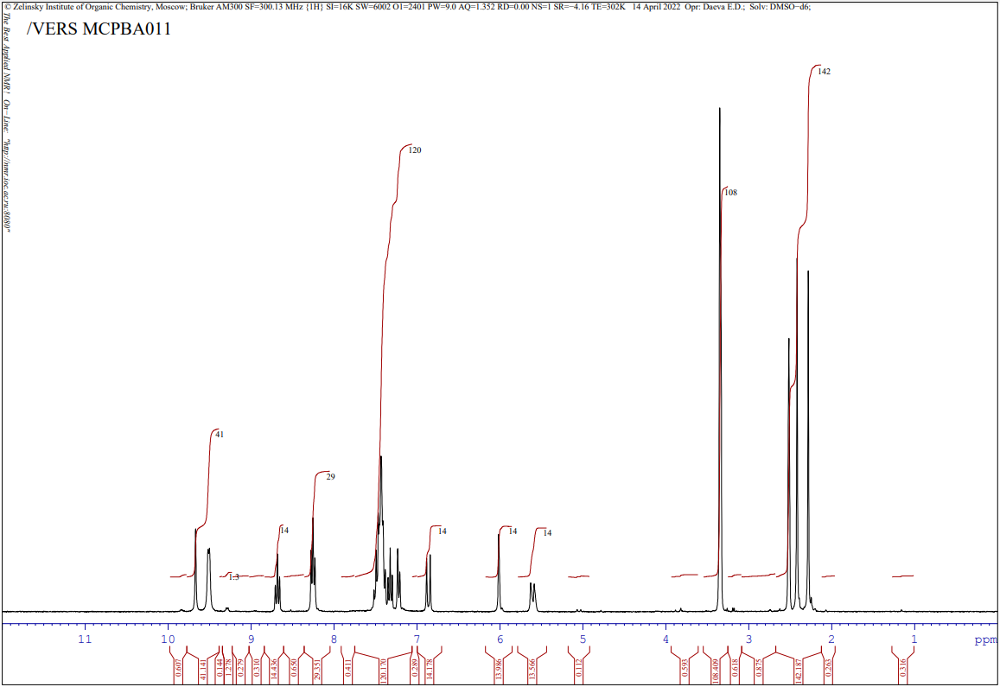 © Zelinsky Institute of Organic Chemistry, Moscow; Bruker AM300 SF=300.13 MHz {1H} SI=16K SW=6002 O1=2401 PW=9.0 AQ=1.352 RD=0.00 NS=1 SR=−4.16 TE=302K 14 April 2022 Opr: Daeva E.D.; Solv: DMSO−d6;
The Best Applied NMR! On−Line: "http://nmr.ioc.ac.ru:8080"
/VERS MCPBA011
142
120
108
41
29
14
14
14
14
1.3
11 10 9 8 7 6 5 4 3 2 1 ppm
0.607 41.141 0.144 1.278 0.279 0.310 14.436 0.650 29.351 0.411 120.170 0.289 14.178 13.986 13.566 0.112 0.593 108.409 0.618 0.875 142.187 0.263 0.316